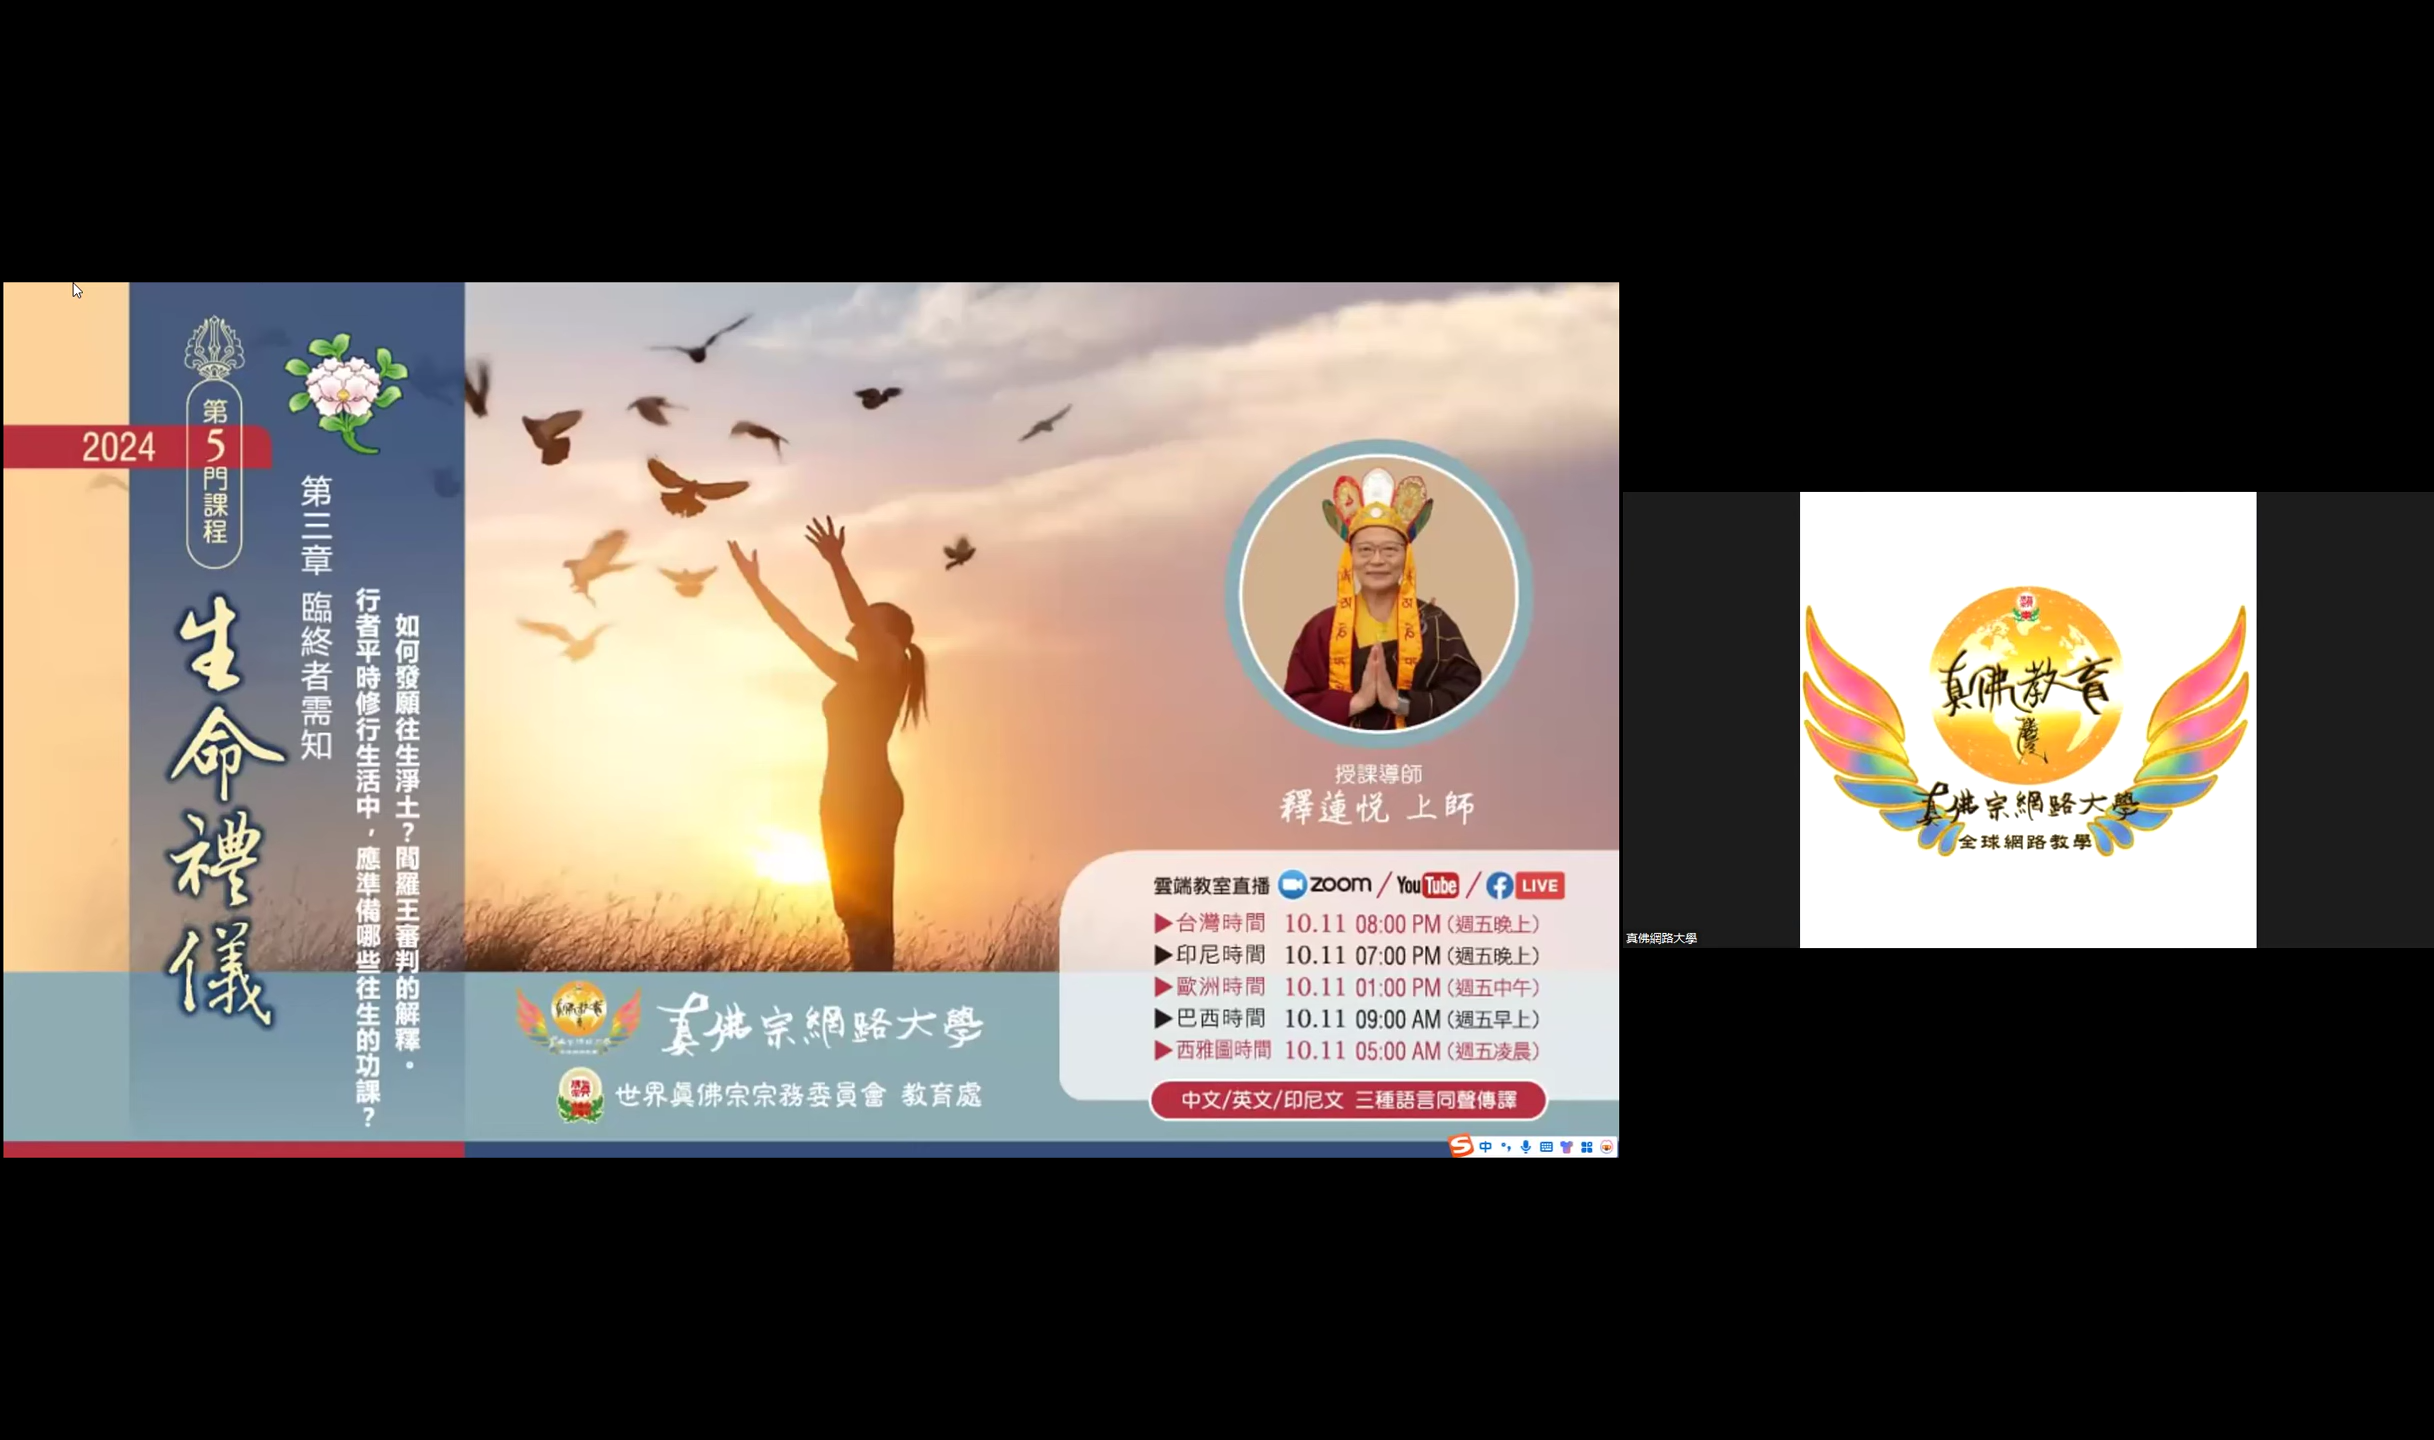 2024
第5門課程
生命禮儀
第三章 臨終者需知
行者平時修行生活中，應準備哪些往生的功課？
如何發願往生淨土？閻羅王審判的解釋。
授課導師
釋蓮悅 上師
雲端教室直播 zoom / YouTube / LIVE
▶台灣時間 10.11 08:00 PM (週五晚上)
▶印尼時間 10.11 07:00 PM (週五晚上)
▶歐洲時間 10.11 01:00 PM (週五中午)
▶巴西時間 10.11 09:00 AM (週五早上)
▶西雅圖時間 10.11 05:00 AM (週五凌晨)
中文/英文/印尼文 三種語言同聲傳譯
真佛宗網路大學
世界真佛宗宗務委員會 教育處
中
真佛教育
真佛宗網路大學
全球網路教學
真佛網路大學